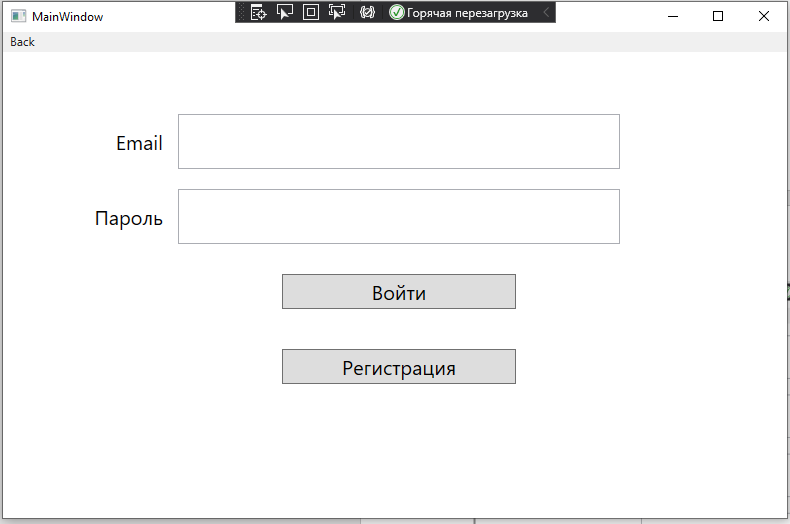 MainWindow
Горячая перезагрузка
Back
Email
Пароль
Войти
Регистрация